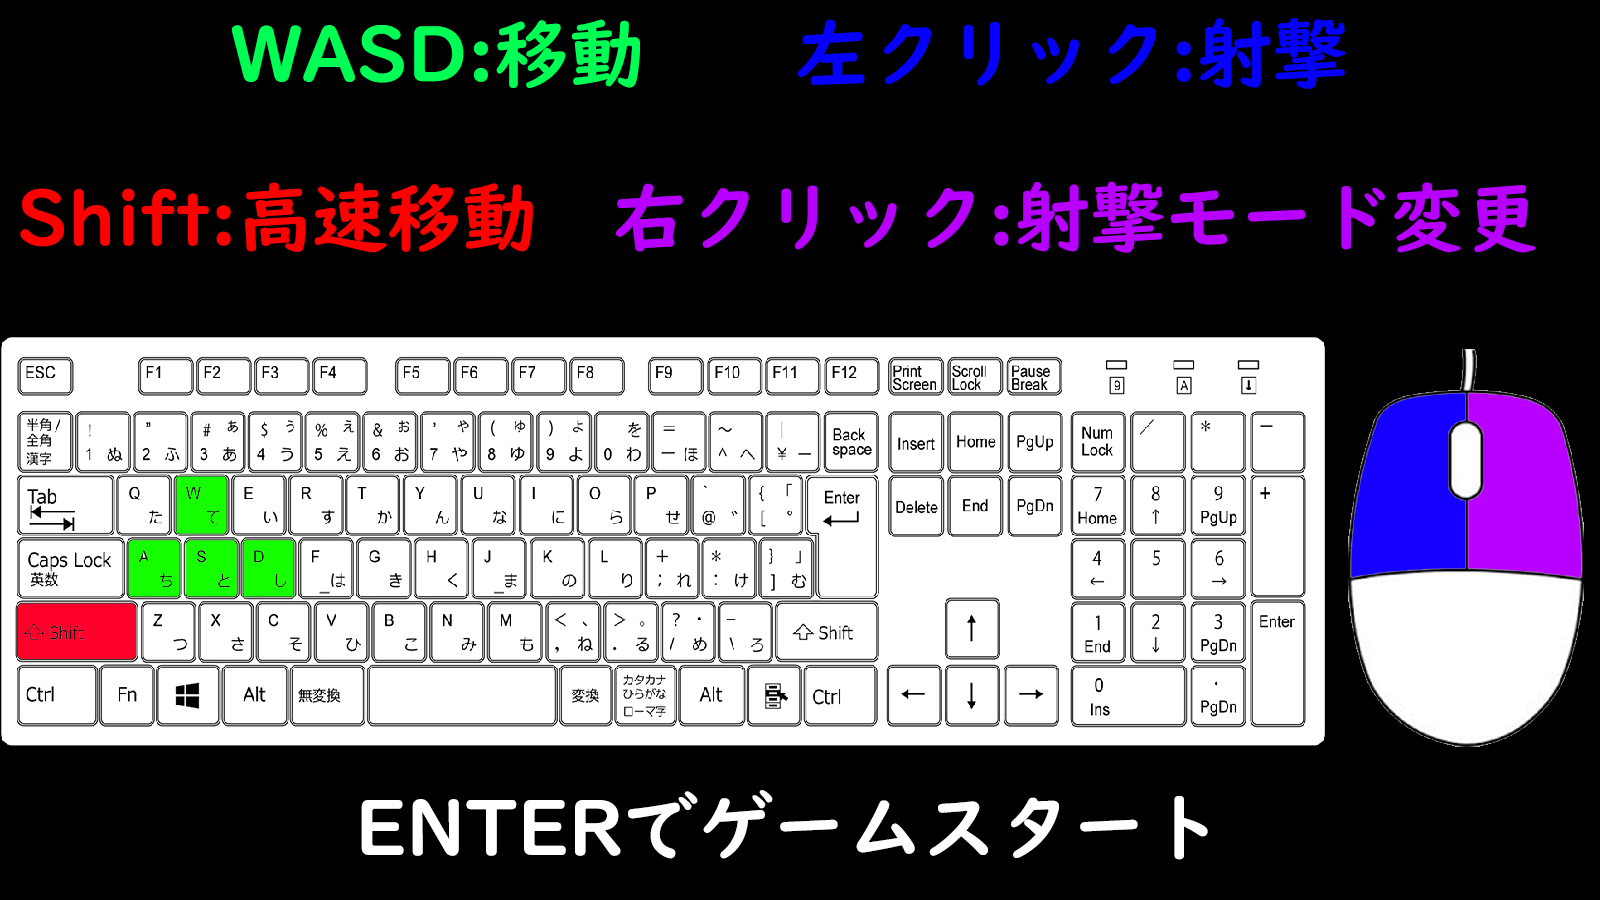 WASD:移動 左クリック:射撃
Shift:高速移動 右クリック:射撃モード変更
ESC F1 F2 F3 F4 F5 F6 F7 F8 F9 F10 F11 F12 Print Screen Scroll Lock Pause Break 9 A ↓
半角/全角 漢字 ! 1 ぬ " 2 ふ # ぁ 3 あ $ ぅ 4 う % ぇ 5 え & ぉ 6 お ' ゃ 7 や ( ゅ 8 ゆ ) ょ 9 よ を 0 わ = ー ほ ～ ^ へ | ¥ ー Back space Insert Home PgUp Num Lock / * −
Tab Q た W て E い R す T か Y ん U な I に O ら P せ ` @ ゛ { 「 [ ° Enter Delete End PgDn 7 Home 8 ↑ 9 PgUp +
Caps Lock 英数 A ち S と D し F _は G き H く J _ま K の L り + ; れ * : け } 」 ] む 4 ← 5 6 →
Shift Z つ X さ C そ V ひ B こ N み M も < 、 , ね > 。 . る ? ・ / め - \ ろ Shift ↑ 1 End 2 ↓ 3 PgDn Enter
Ctrl Fn Alt 無変換 変換 カタカナ ひらがな ローマ字 Alt Ctrl ← ↓ → 0 Ins . PgDn
ENTERでゲームスタート